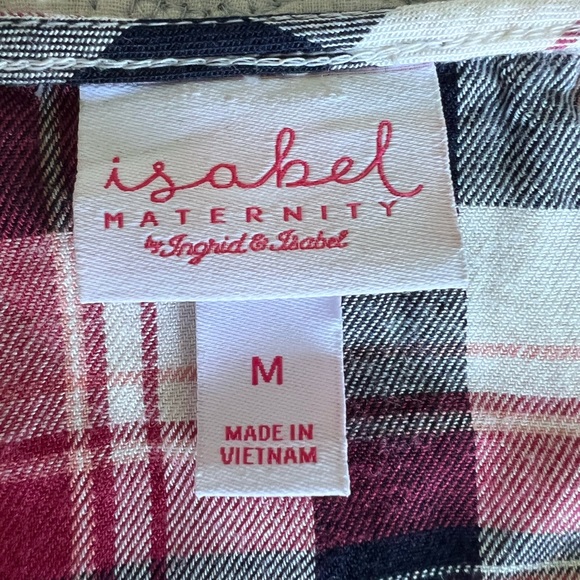 isabel
MATERNITY
by Ingrid & Isabel
M
MADE IN
VIETNAM